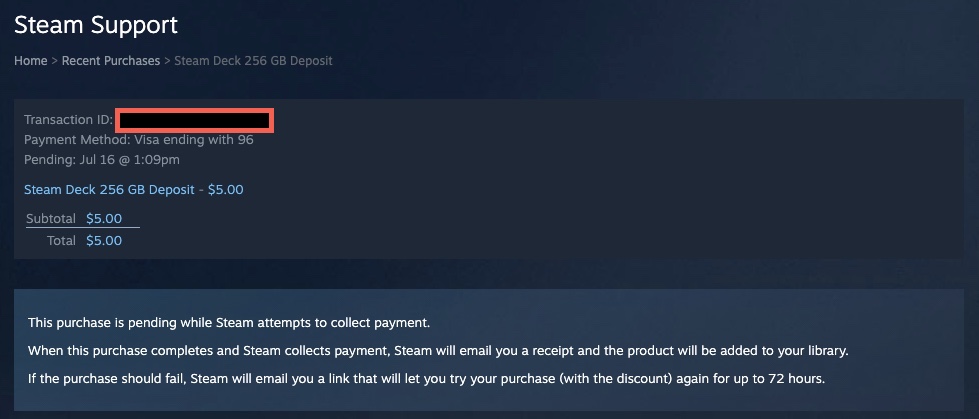 Steam Support
Home > Recent Purchases > Steam Deck 256 GB Deposit
Transaction ID:
Payment Method: Visa ending with 96
Pending: Jul 16 @ 1:09pm
Steam Deck 256 GB Deposit - $5.00
Subtotal $5.00
Total $5.00
This purchase is pending while Steam attempts to collect payment.
When this purchase completes and Steam collects payment, Steam will email you a receipt and the product will be added to your library.
If the purchase should fail, Steam will email you a link that will let you try your purchase (with the discount) again for up to 72 hours.